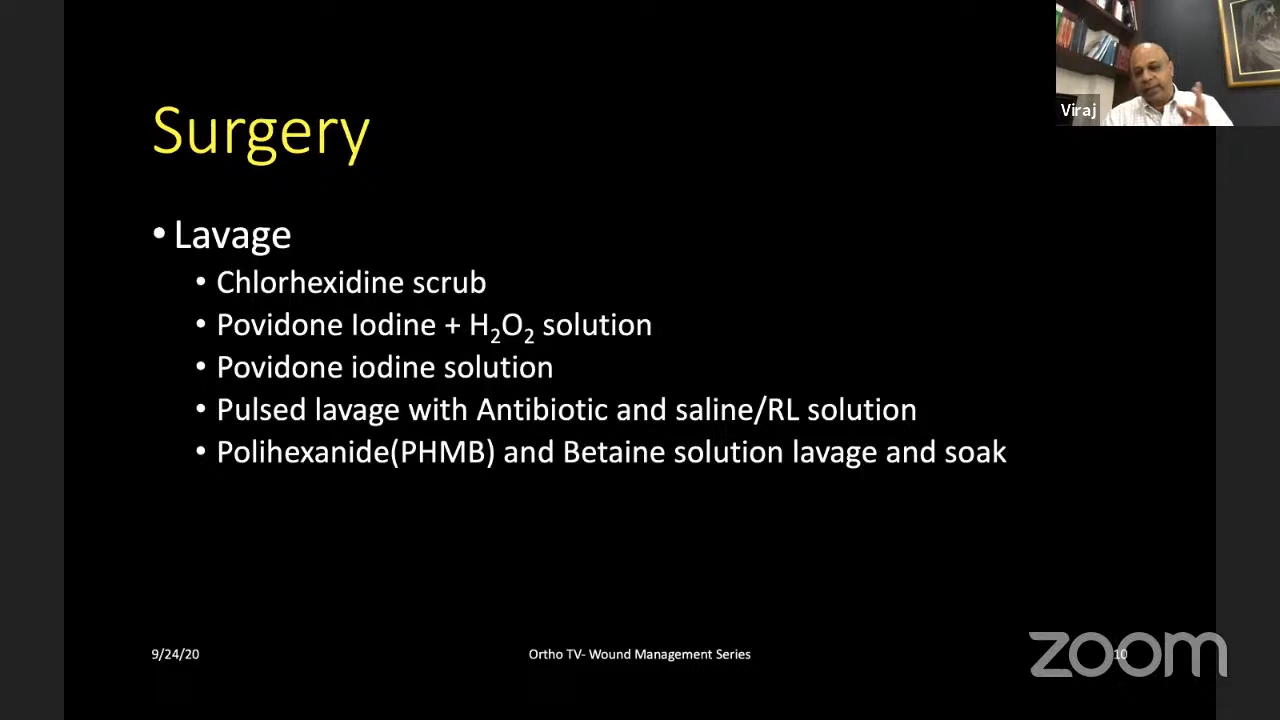 Viraj
Surgery
• Lavage
• Chlorhexidine scrub
• Povidone Iodine + H₂O₂ solution
• Povidone iodine solution
• Pulsed lavage with Antibiotic and saline/RL solution
• Polihexanide(PHMB) and Betaine solution lavage and soak
9/24/20
Ortho TV- Wound Management Series
10
zoom